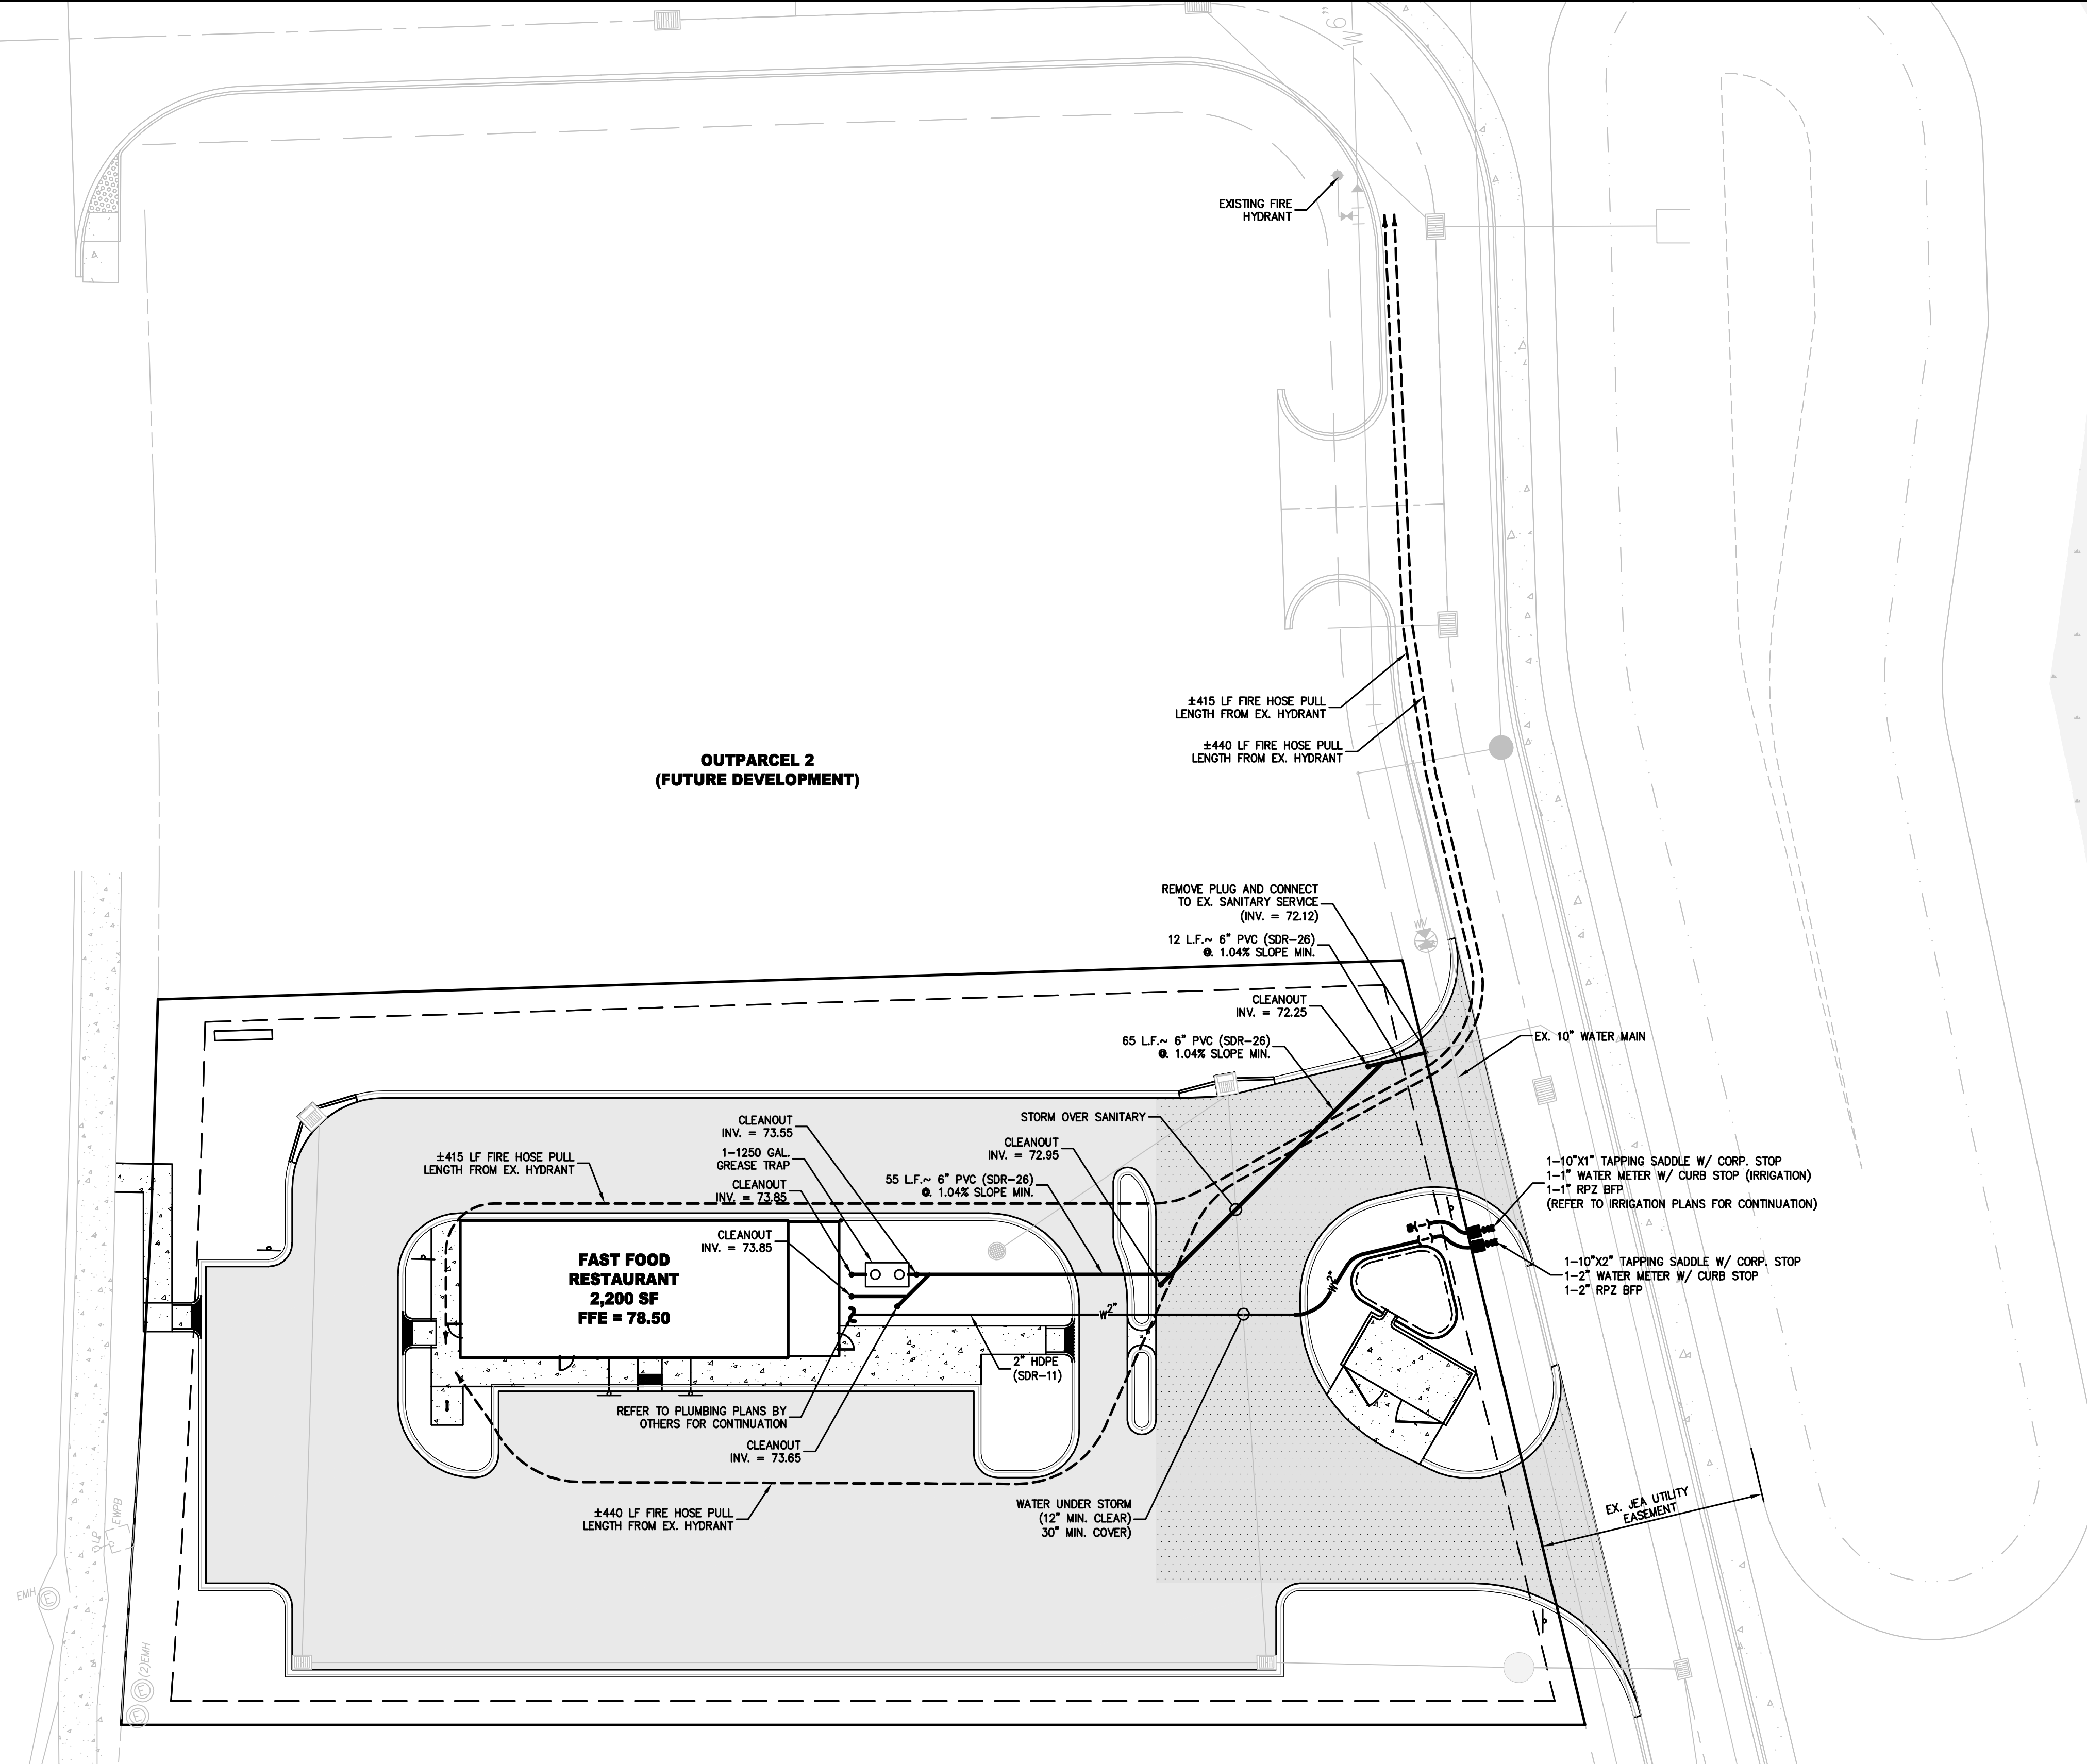 6" W
EXISTING FIRE
HYDRANT
±415 LF FIRE HOSE PULL
LENGTH FROM EX. HYDRANT
±440 LF FIRE HOSE PULL
LENGTH FROM EX. HYDRANT
OUTPARCEL 2
(FUTURE DEVELOPMENT)
REMOVE PLUG AND CONNECT
TO EX. SANITARY SERVICE
(INV. = 72.12)
WV
12 L.F.~ 6" PVC (SDR-26)
@ 1.04% SLOPE MIN.
CLEANOUT
INV. = 72.25
65 L.F.~ 6" PVC (SDR-26)
@ 1.04% SLOPE MIN.
EX. 10" WATER MAIN
STORM OVER SANITARY
CLEANOUT
INV. = 73.55
CLEANOUT
INV. = 72.95
1-1250 GAL.
GREASE TRAP
±415 LF FIRE HOSE PULL
LENGTH FROM EX. HYDRANT
CLEANOUT
INV. = 73.85
55 L.F.~ 6" PVC (SDR-26)
@ 1.04% SLOPE MIN.
1-10"X1" TAPPING SADDLE W/ CORP. STOP
1-1" WATER METER W/ CURB STOP (IRRIGATION)
1-1" RPZ BFP
(REFER TO IRRIGATION PLANS FOR CONTINUATION)
CLEANOUT
INV. = 73.85
FAST FOOD
RESTAURANT
2,200 SF
FFE = 78.50
1-10"X2" TAPPING SADDLE W/ CORP. STOP
1-2" WATER METER W/ CURB STOP
1-2" RPZ BFP
W2"
W2"
2" HDPE
(SDR-11)
REFER TO PLUMBING PLANS BY
OTHERS FOR CONTINUATION
CLEANOUT
INV. = 73.65
±440 LF FIRE HOSE PULL
LENGTH FROM EX. HYDRANT
WATER UNDER STORM
(12" MIN. CLEAR)
30" MIN. COVER)
EX. JEA UTILITY
EASEMENT
EWPB
LP
EMH
E
(2)EMH
E
E